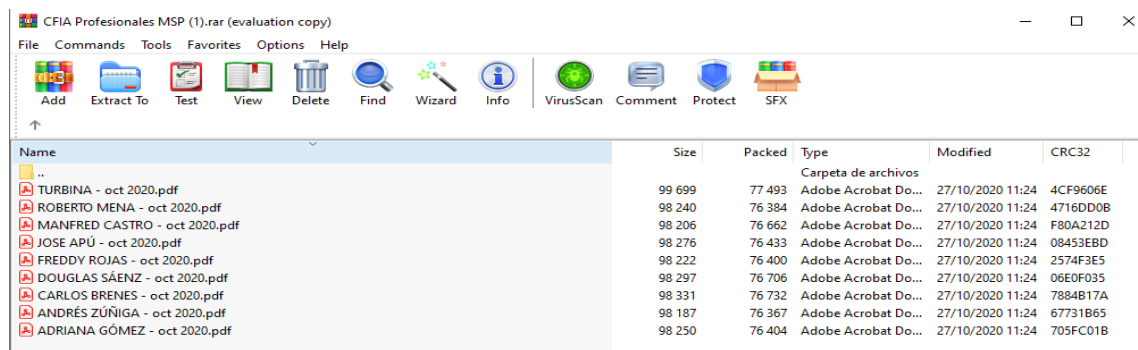 CFIA Profesionales MSP (1).rar (evaluation copy)
File Commands Tools Favorites Options Help
Add Extract To Test View Delete Find Wizard Info VirusScan Comment Protect SFX
Name Size Packed Type Modified CRC32
.. Carpeta de archivos
TURBINA - oct 2020.pdf 99 699 77 493 Adobe Acrobat Do... 27/10/2020 11:24 4CF9606E
ROBERTO MENA - oct 2020.pdf 98 240 76 384 Adobe Acrobat Do... 27/10/2020 11:24 4716DD0B
MANFRED CASTRO - oct 2020.pdf 98 206 76 662 Adobe Acrobat Do... 27/10/2020 11:24 F80A212D
JOSE APÚ - oct 2020.pdf 98 276 76 433 Adobe Acrobat Do... 27/10/2020 11:24 08453EBD
FREDDY ROJAS - oct 2020.pdf 98 222 76 400 Adobe Acrobat Do... 27/10/2020 11:24 2574F3E5
DOUGLAS SÁENZ - oct 2020.pdf 98 297 76 706 Adobe Acrobat Do... 27/10/2020 11:24 06E0F035
CARLOS BRENES - oct 2020.pdf 98 331 76 732 Adobe Acrobat Do... 27/10/2020 11:24 7884B17A
ANDRÉS ZÚÑIGA - oct 2020.pdf 98 187 76 367 Adobe Acrobat Do... 27/10/2020 11:24 67731B65
ADRIANA GÓMEZ - oct 2020.pdf 98 250 76 404 Adobe Acrobat Do... 27/10/2020 11:24 705FC01B